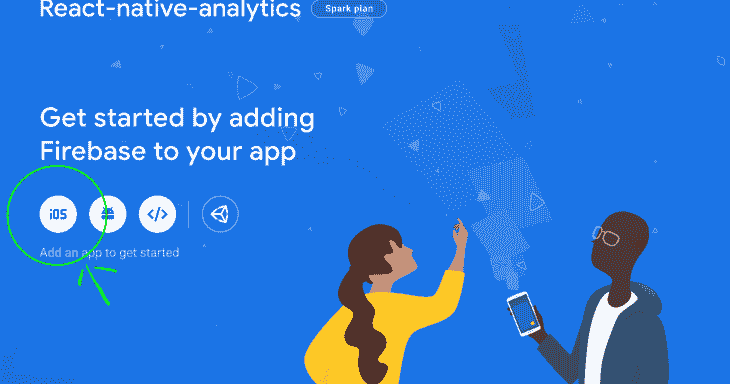 React-native-analytics
Spark plan
Get started by adding
Firebase to your app
iOS
</>
Add an app to get started